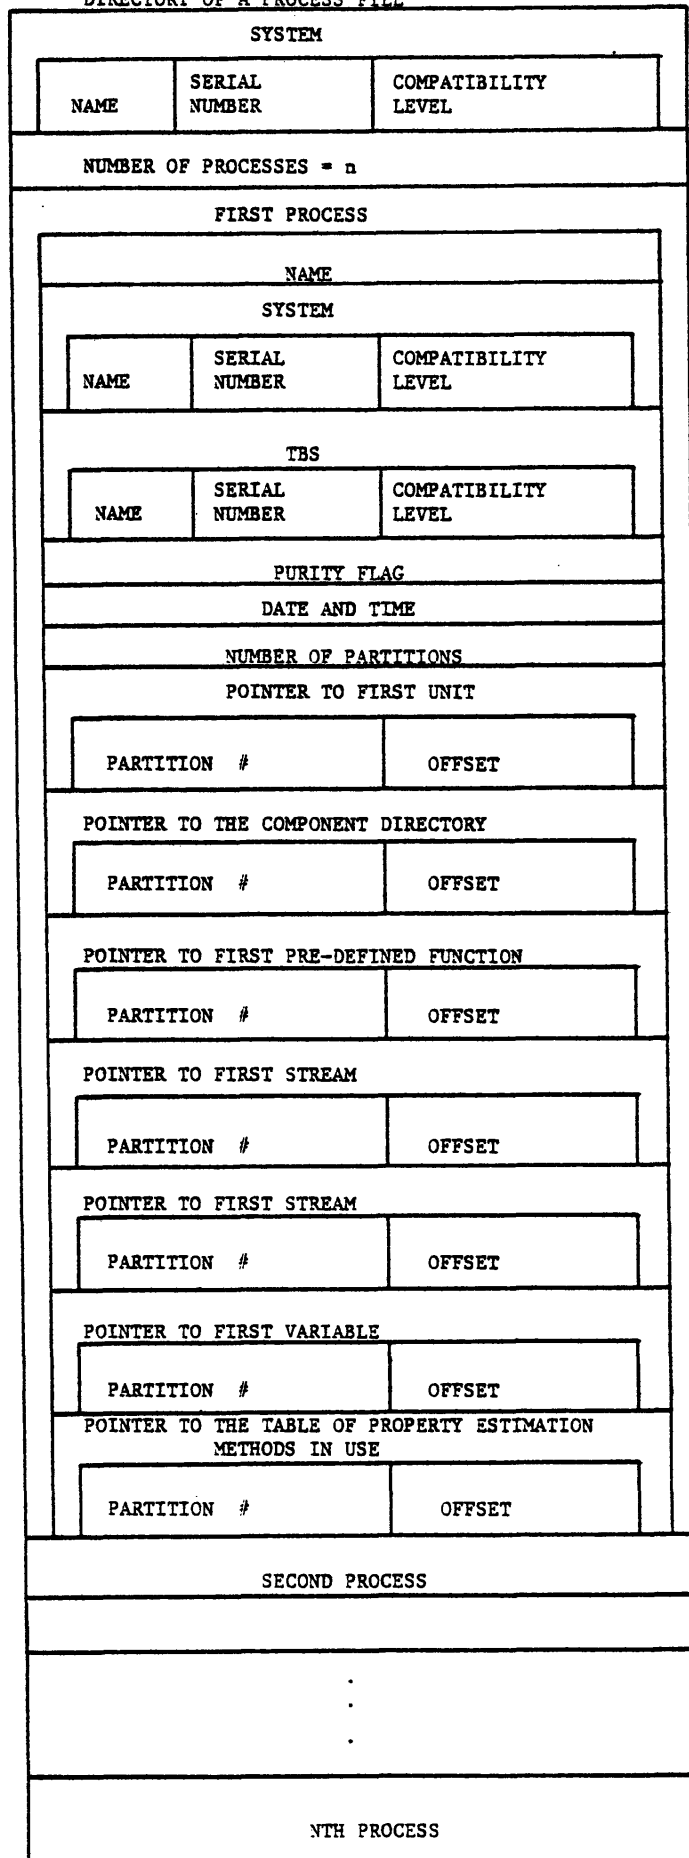 DIRECTORY OF A PROCESS FILE
SYSTEM
NAME SERIAL NUMBER COMPATIBILITY LEVEL
NUMBER OF PROCESSES = n
FIRST PROCESS
NAME
SYSTEM
NAME SERIAL NUMBER COMPATIBILITY LEVEL
TBS
NAME SERIAL NUMBER COMPATIBILITY LEVEL
PURITY FLAG
DATE AND TIME
NUMBER OF PARTITIONS
POINTER TO FIRST UNIT
PARTITION # OFFSET
POINTER TO THE COMPONENT DIRECTORY
PARTITION # OFFSET
POINTER TO FIRST PRE-DEFINED FUNCTION
PARTITION # OFFSET
POINTER TO FIRST STREAM
PARTITION # OFFSET
POINTER TO FIRST STREAM
PARTITION # OFFSET
POINTER TO FIRST VARIABLE
PARTITION # OFFSET
POINTER TO THE TABLE OF PROPERTY ESTIMATION
METHODS IN USE
PARTITION # OFFSET
SECOND PROCESS
.
.
.
NTH PROCESS